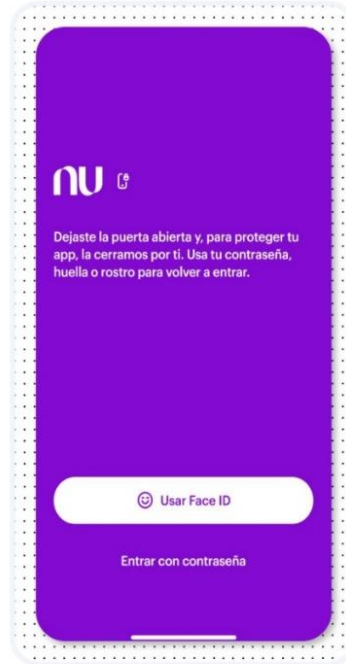 nu
Dejaste la puerta abierta y, para proteger tu
app, la cerramos por ti. Usa tu contraseña,
huella o rostro para volver a entrar.
Usar Face ID
Entrar con contraseña